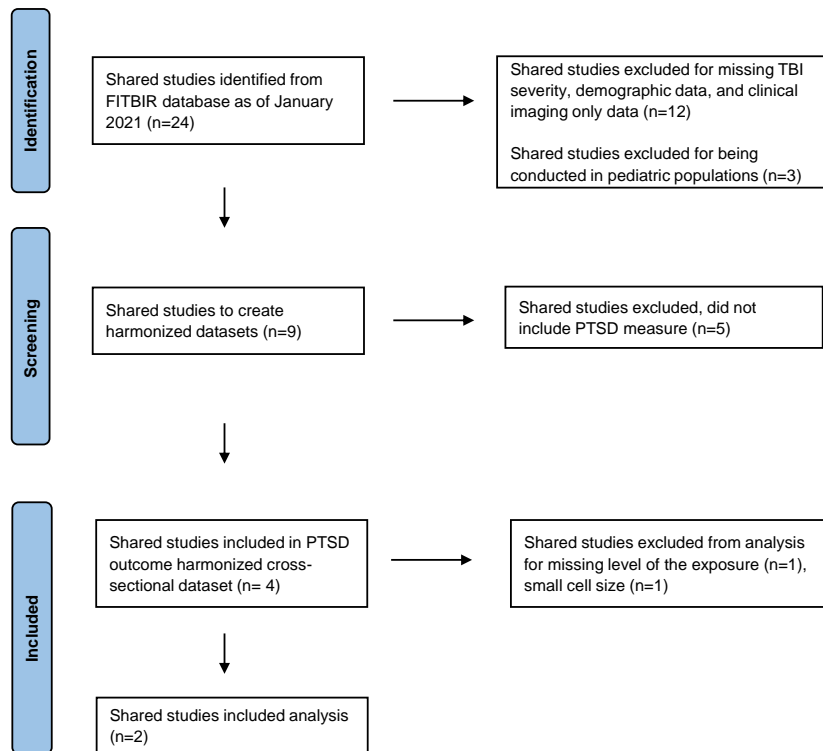 Identification
Shared studies identified from
FITBIR database as of January
2021 (n=24)
Shared studies excluded for missing TBI
severity, demographic data, and clinical
imaging only data (n=12)
Shared studies excluded for being
conducted in pediatric populations (n=3)
Screening
Shared studies to create
harmonized datasets (n=9)
Shared studies excluded, did not
include PTSD measure (n=5)
Included
Shared studies included in PTSD
outcome harmonized cross-
sectional dataset (n= 4)
Shared studies excluded from analysis
for missing level of the exposure (n=1),
small cell size (n=1)
Shared studies included analysis
(n=2)